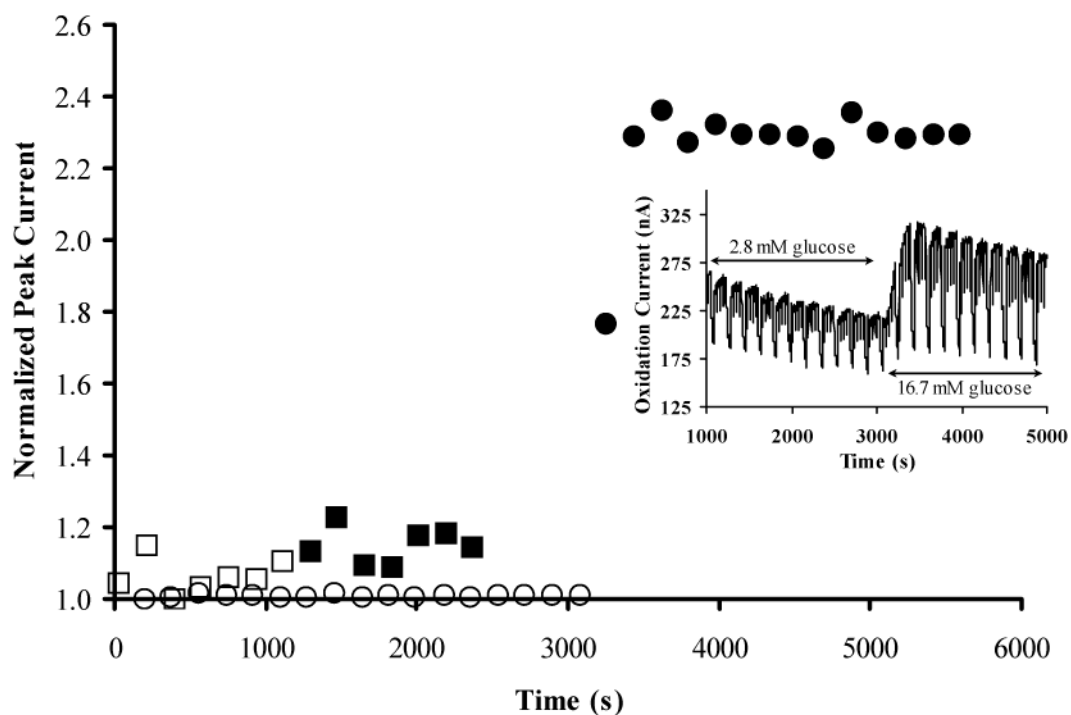 2.6
2.4
2.2
2.0
1.8
1.6
1.4
1.2
1.0
Normalized Peak Current
0 1000 2000 3000 4000 5000 6000
Time (s)
325
275
225
175
125
Oxidation Current (nA)
2.8 mM glucose
16.7 mM glucose
1000 2000 3000 4000 5000
Time (s)